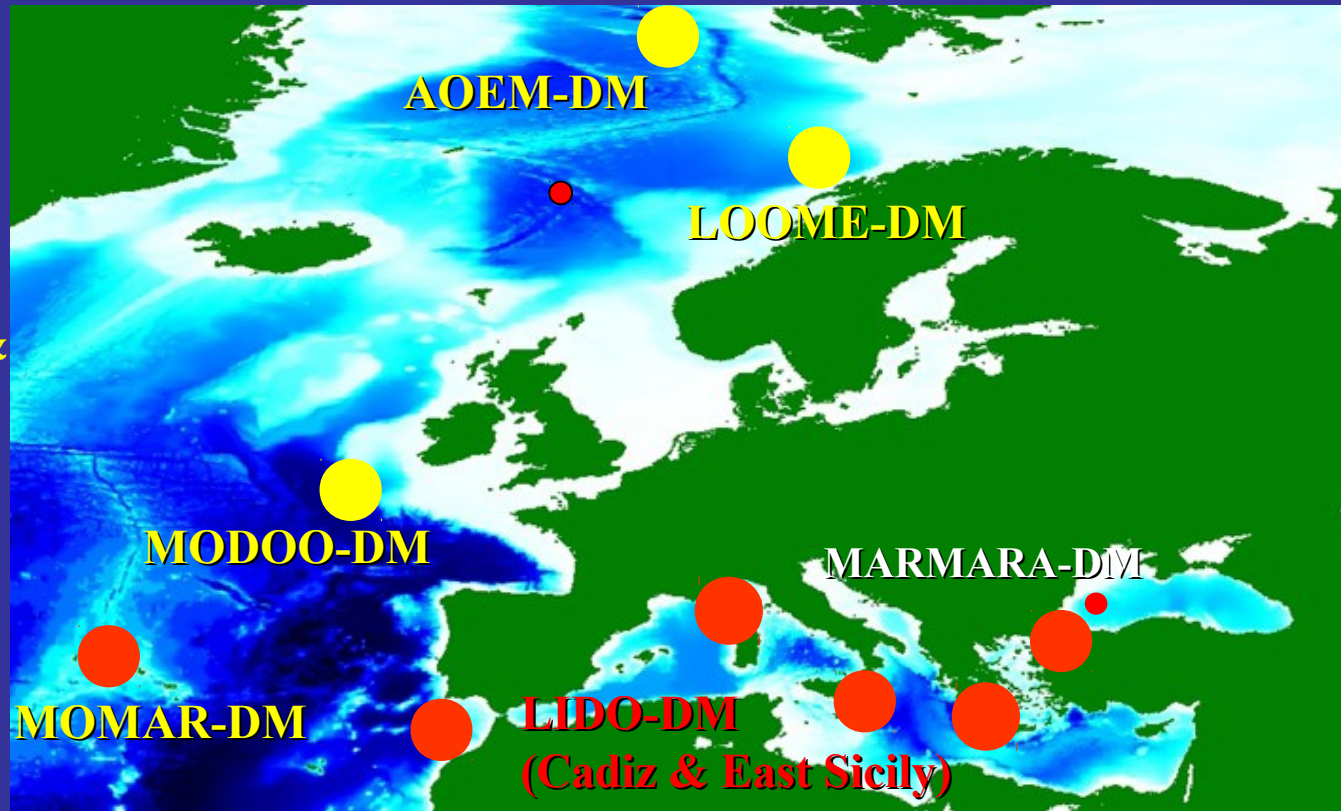 AOEM-DM
LOOME-DM
&
MODOO-DM
MARMARA-DM
MOMAR-DM
LIDO-DM
(Cadiz & East Sicily)